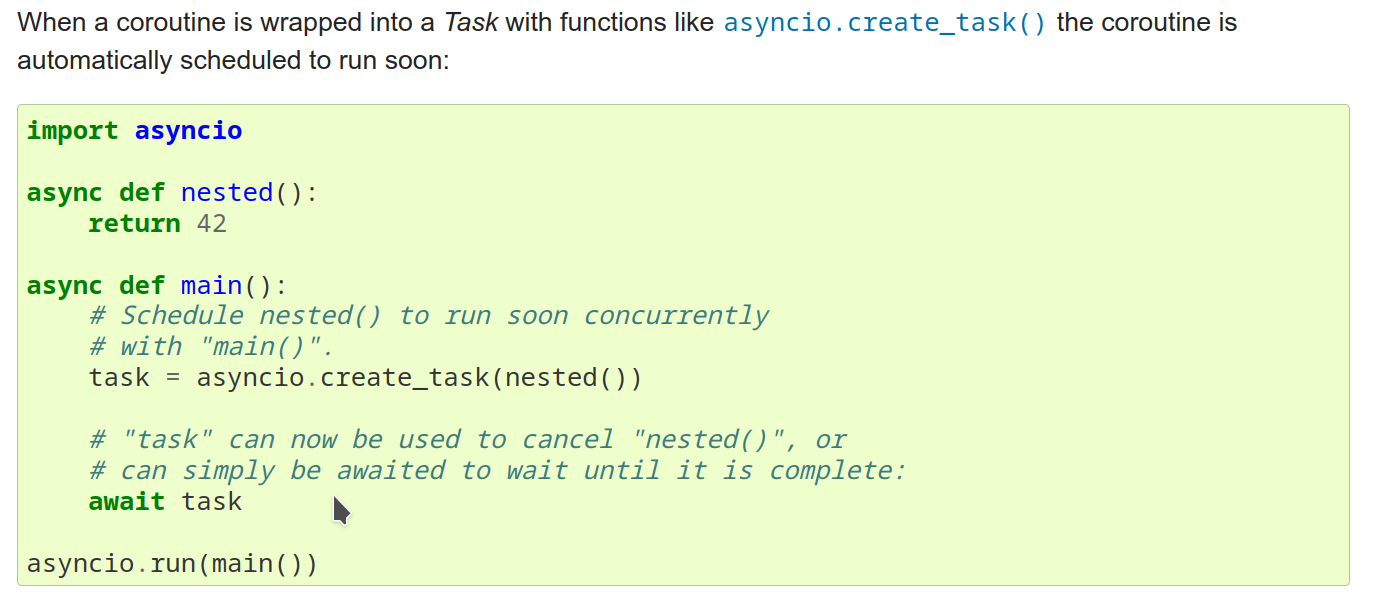 When a coroutine is wrapped into a Task with functions like asyncio.create_task() the coroutine is
automatically scheduled to run soon:
import asyncio
async def nested():
    return 42
async def main():
    # Schedule nested() to run soon concurrently
    # with "main()".
    task = asyncio.create_task(nested())
    # "task" can now be used to cancel "nested()", or
    # can simply be awaited to wait until it is complete:
    await task
asyncio.run(main())